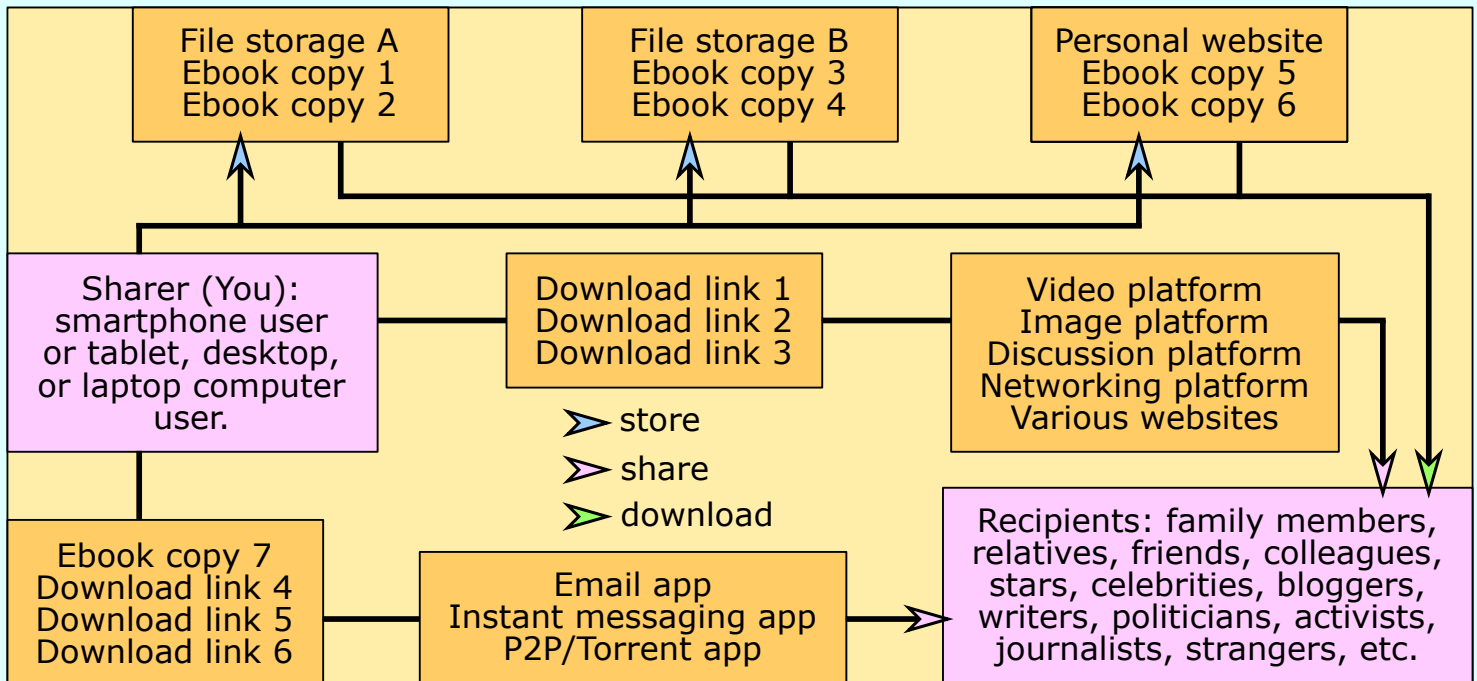 File storage A
Ebook copy 1
Ebook copy 2
File storage B
Ebook copy 3
Ebook copy 4
Personal website
Ebook copy 5
Ebook copy 6
Sharer (You):
smartphone user
or tablet, desktop,
or laptop computer
user.
Download link 1
Download link 2
Download link 3
Video platform
Image platform
Discussion platform
Networking platform
Various websites
store
share
download
Ebook copy 7
Download link 4
Download link 5
Download link 6
Email app
Instant messaging app
P2P/Torrent app
Recipients: family members,
relatives, friends, colleagues,
stars, celebrities, bloggers,
writers, politicians, activists,
journalists, strangers, etc.